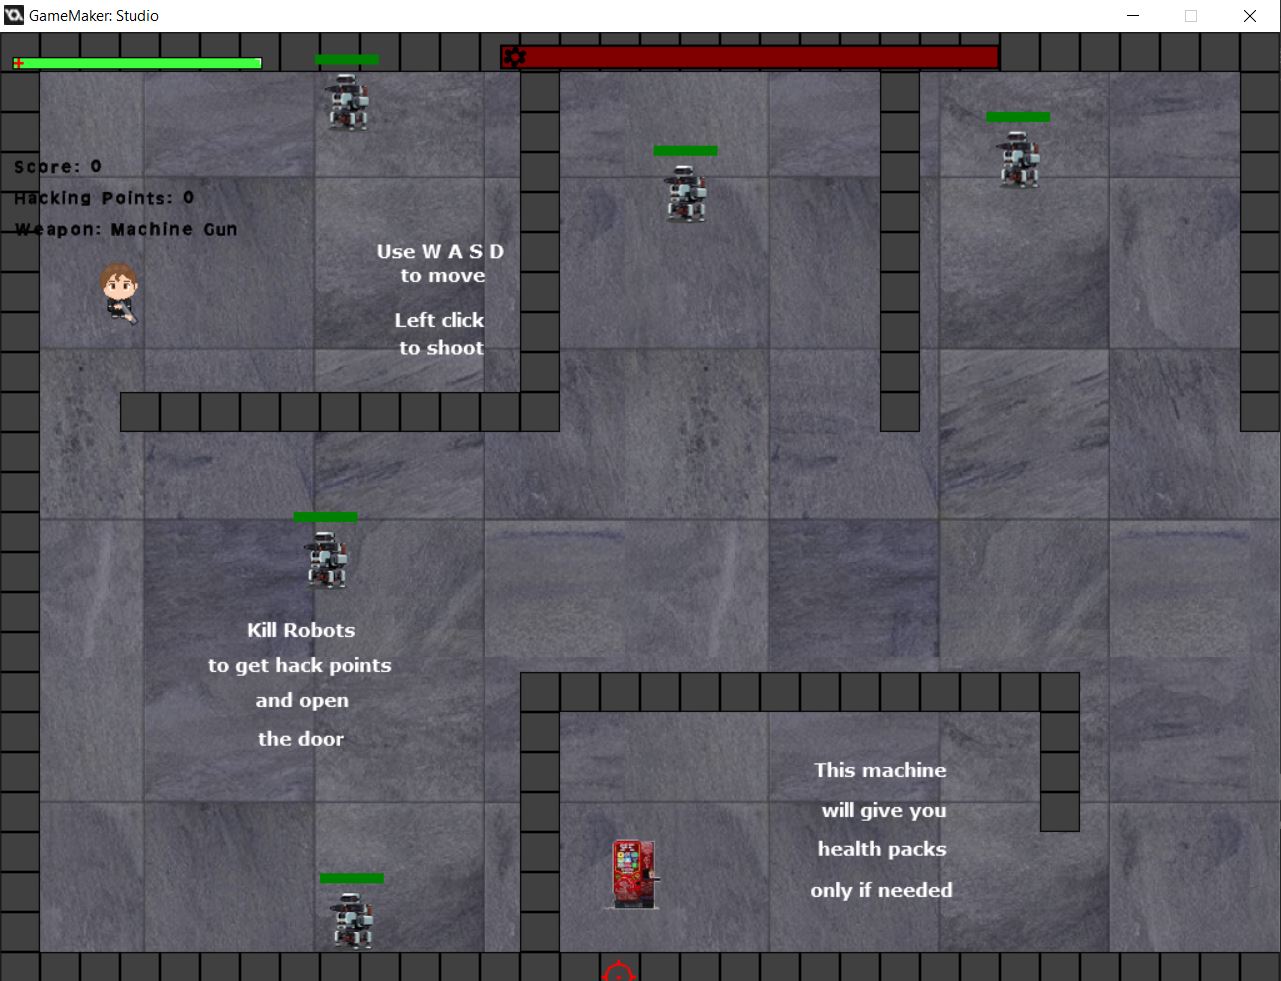 GameMaker: Studio
Score: 0
Hacking Points: 0
Weapon: Machine Gun
Use W A S D
to move
Left click
to shoot
Kill Robots
to get hack points
and open
the door
This machine
will give you
health packs
only if needed